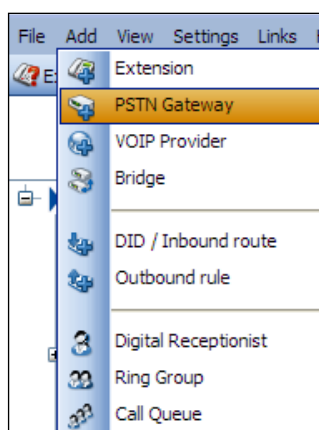 File Add View Settings Links
Extension
PSTN Gateway
VOIP Provider
Bridge
DID / Inbound route
Outbound rule
Digital Receptionist
Ring Group
Call Queue